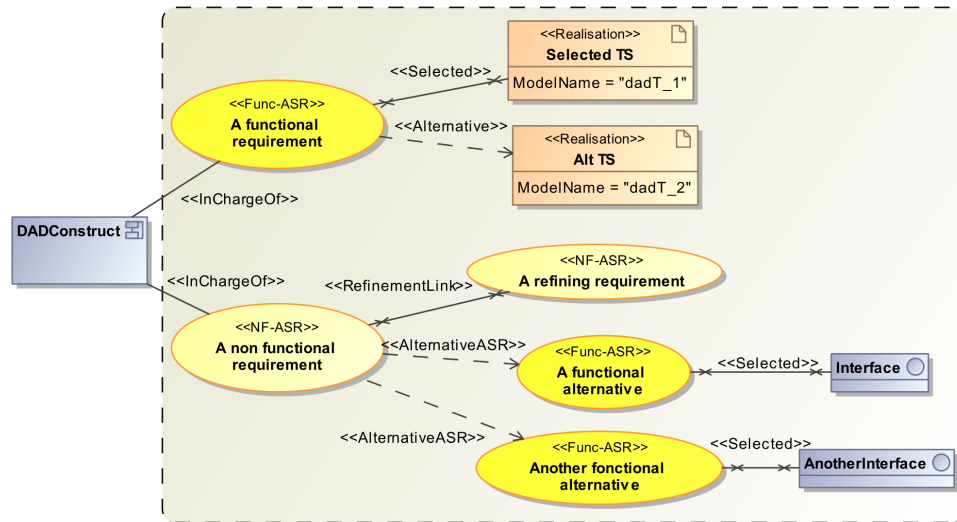 <<Realisation>>
Selected TS
ModelName = "dadT_1"
<<Selected>>
<<Func-ASR>>
A functional
requirement
<<Alternative>>
<<Realisation>>
Alt TS
ModelName = "dadT_2"
<<InChargeOf>>
DADConstruct
<<InChargeOf>>
<<RefinementLink>>
<<NF-ASR>>
A refining requirement
<<NF-ASR>>
A non functional
requirement
<<AlternativeASR>>
<<Func-ASR>>
A functional
alternative
<<Selected>>
Interface
<<AlternativeASR>>
<<Func-ASR>>
Another fonctional
alternative
<<Selected>>
AnotherInterface